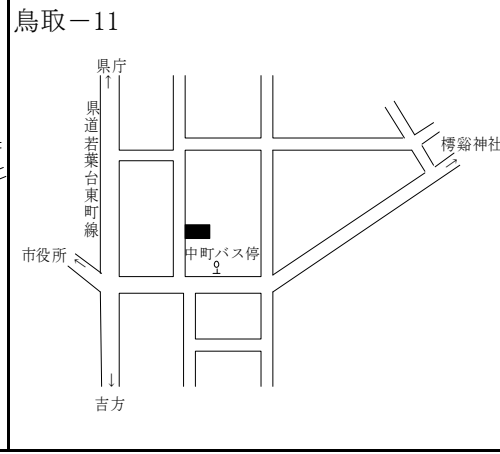 鳥取－11
県庁
↑
県道若葉台東町線
樗谿神社
市役所
中町バス停
↓
吉方